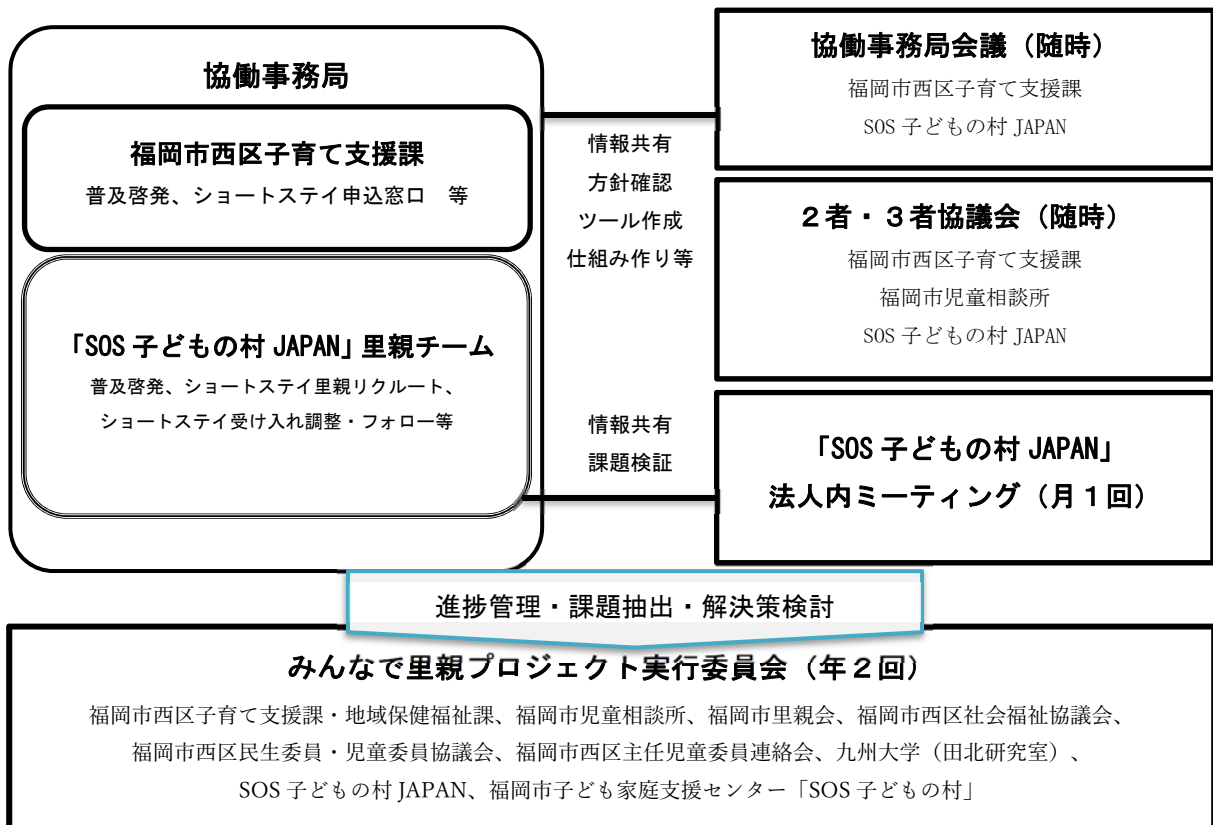 協働事務局
福岡市西区子育て支援課
普及啓発、ショートステイ申込窓口　等
「SOS 子どもの村 JAPAN」里親チーム
普及啓発、ショートステイ里親リクルート、
ショートステイ受け入れ調整・フォロー等
情報共有
方針確認
ツール作成
仕組み作り等
情報共有
課題検証
協働事務局会議（随時）
福岡市西区子育て支援課
SOS 子どもの村 JAPAN
２者・３者協議会（随時）
福岡市西区子育て支援課
福岡市児童相談所
SOS 子どもの村 JAPAN
「SOS 子どもの村 JAPAN」
法人内ミーティング（月１回）
進捗管理・課題抽出・解決策検討
みんなで里親プロジェクト実行委員会（年２回）
福岡市西区子育て支援課・地域保健福祉課、福岡市児童相談所、福岡市里親会、福岡市西区社会福祉協議会、
福岡市西区民生委員・児童委員協議会、福岡市西区主任児童委員連絡会、九州大学（田北研究室）、
SOS 子どもの村 JAPAN、福岡市子ども家庭支援センター「SOS 子どもの村」